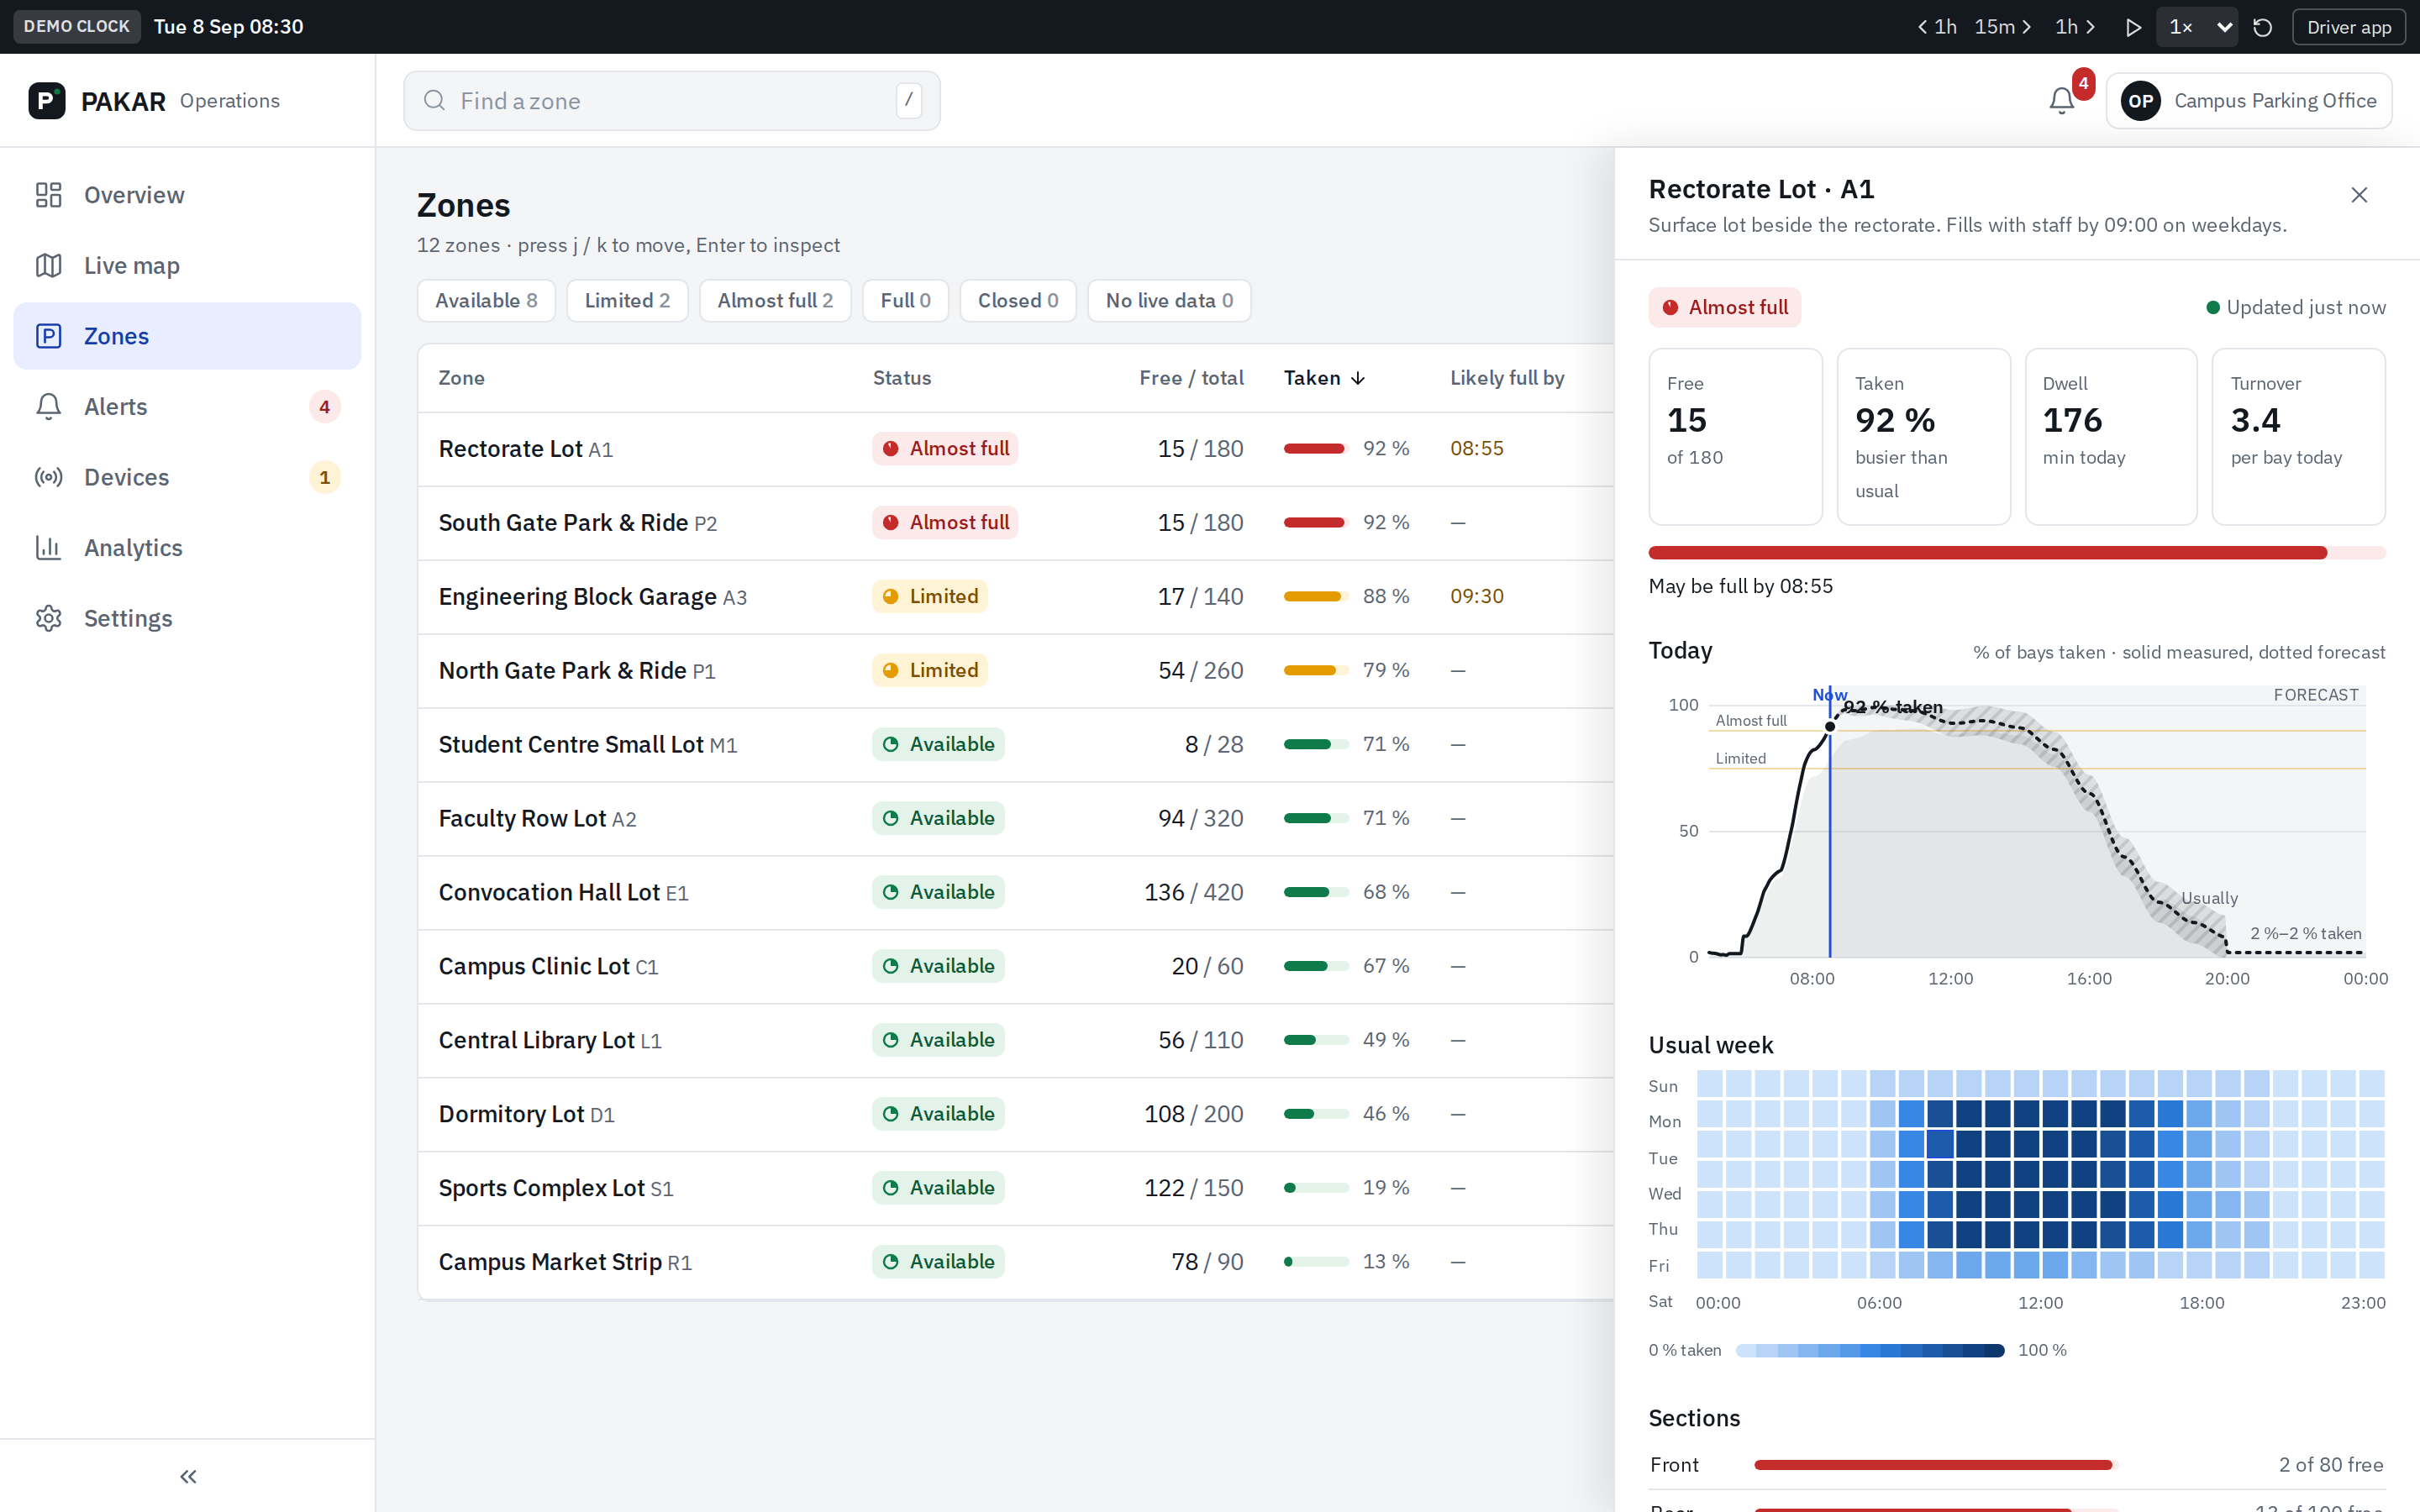 DEMO CLOCK Tue 8 Sep 08:30 1h 15m 1h 1× Driver app
P PAKAR Operations Find a zone / 4 OP Campus Parking Office
Overview
Live map
Zones
Alerts 4
Devices 1
Analytics
Settings
Zones
12 zones · press j / k to move, Enter to inspect
Available 8 Limited 2 Almost full 2 Full 0 Closed 0 No live data 0
Zone Status Free / total Taken Likely full by
Rectorate Lot A1 Almost full 15 / 180 92 % 08:55
South Gate Park & Ride P2 Almost full 15 / 180 92 % –
Engineering Block Garage A3 Limited 17 / 140 88 % 09:30
North Gate Park & Ride P1 Limited 54 / 260 79 % –
Student Centre Small Lot M1 Available 8 / 28 71 % –
Faculty Row Lot A2 Available 94 / 320 71 % –
Convocation Hall Lot E1 Available 136 / 420 68 % –
Campus Clinic Lot C1 Available 20 / 60 67 % –
Central Library Lot L1 Available 56 / 110 49 % –
Dormitory Lot D1 Available 108 / 200 46 % –
Sports Complex Lot S1 Available 122 / 150 19 % –
Campus Market Strip R1 Available 78 / 90 13 % –
Rectorate Lot · A1
Surface lot beside the rectorate. Fills with staff by 09:00 on weekdays.
Almost full Updated just now
Free Taken Dwell Turnover
15 92 % 176 3.4
of 180 busier than min today per bay today
usual
May be full by 08:55
Today % of bays taken · solid measured, dotted forecast
Now FORECAST
100 92 % taken
Almost full
Limited
50
Usually
2 %–2 % taken
0
08:00 12:00 16:00 20:00 00:00
Usual week
Sun
Mon
Tue
Wed
Thu
Fri
Sat 00:00 06:00 12:00 18:00 23:00
0 % taken 100 %
Sections
Front 2 of 80 free
Rear 13 of 100 free